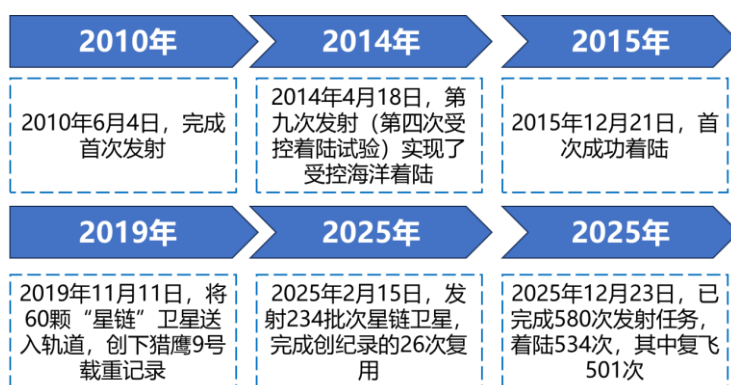 2010年
2014年
2015年
2010年6月4日，完成
首次发射
2014年4月18日，第
九次发射（第四次受
控着陆试验）实现了
受控海洋着陆
2015年12月21日，首
次成功着陆
2019年
2025年
2025年
2019年11月11日，将
60颗“星链”卫星送
入轨道，创下猎鹰9号
载重记录
2025年2月15日，发
射234批次星链卫星，
完成创纪录的26次复
用
2025年12月23日，已
完成580次发射任务，
着陆534次，其中复飞
501次